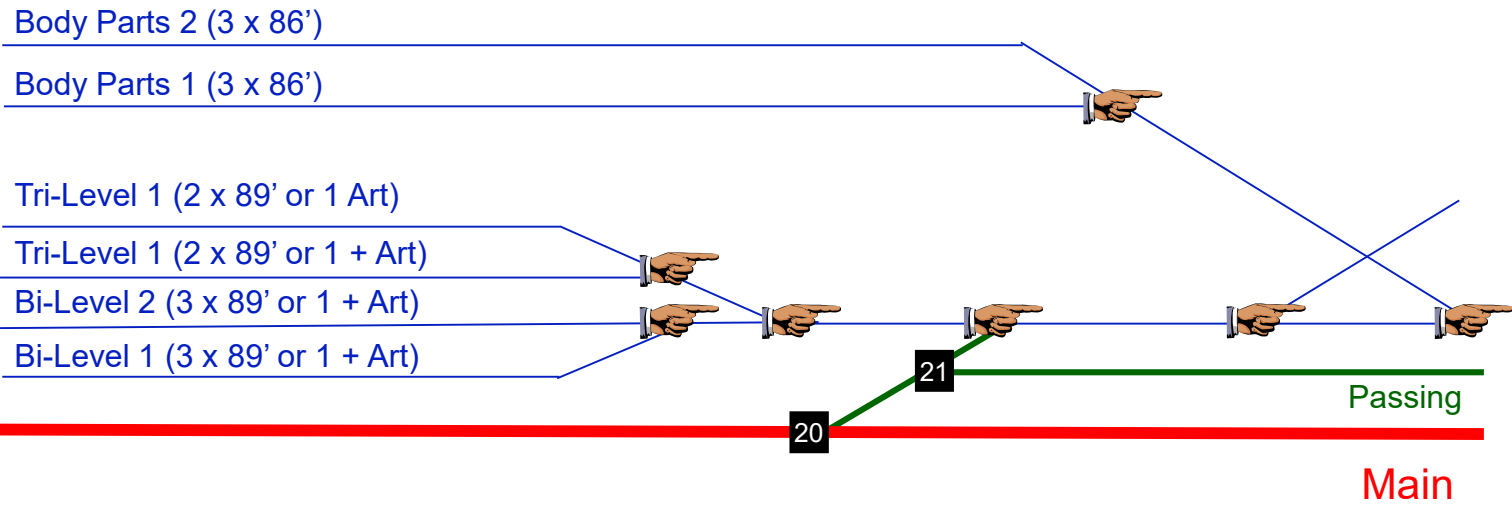 Body Parts 2 (3 x 86’)
Body Parts 1 (3 x 86’)
Tri-Level 1 (2 x 89’ or 1 Art)
Tri-Level 1 (2 x 89’ or 1 + Art)
Bi-Level 2 (3 x 89’ or 1 + Art)
Bi-Level 1 (3 x 89’ or 1 + Art)
21
Passing
20
Main